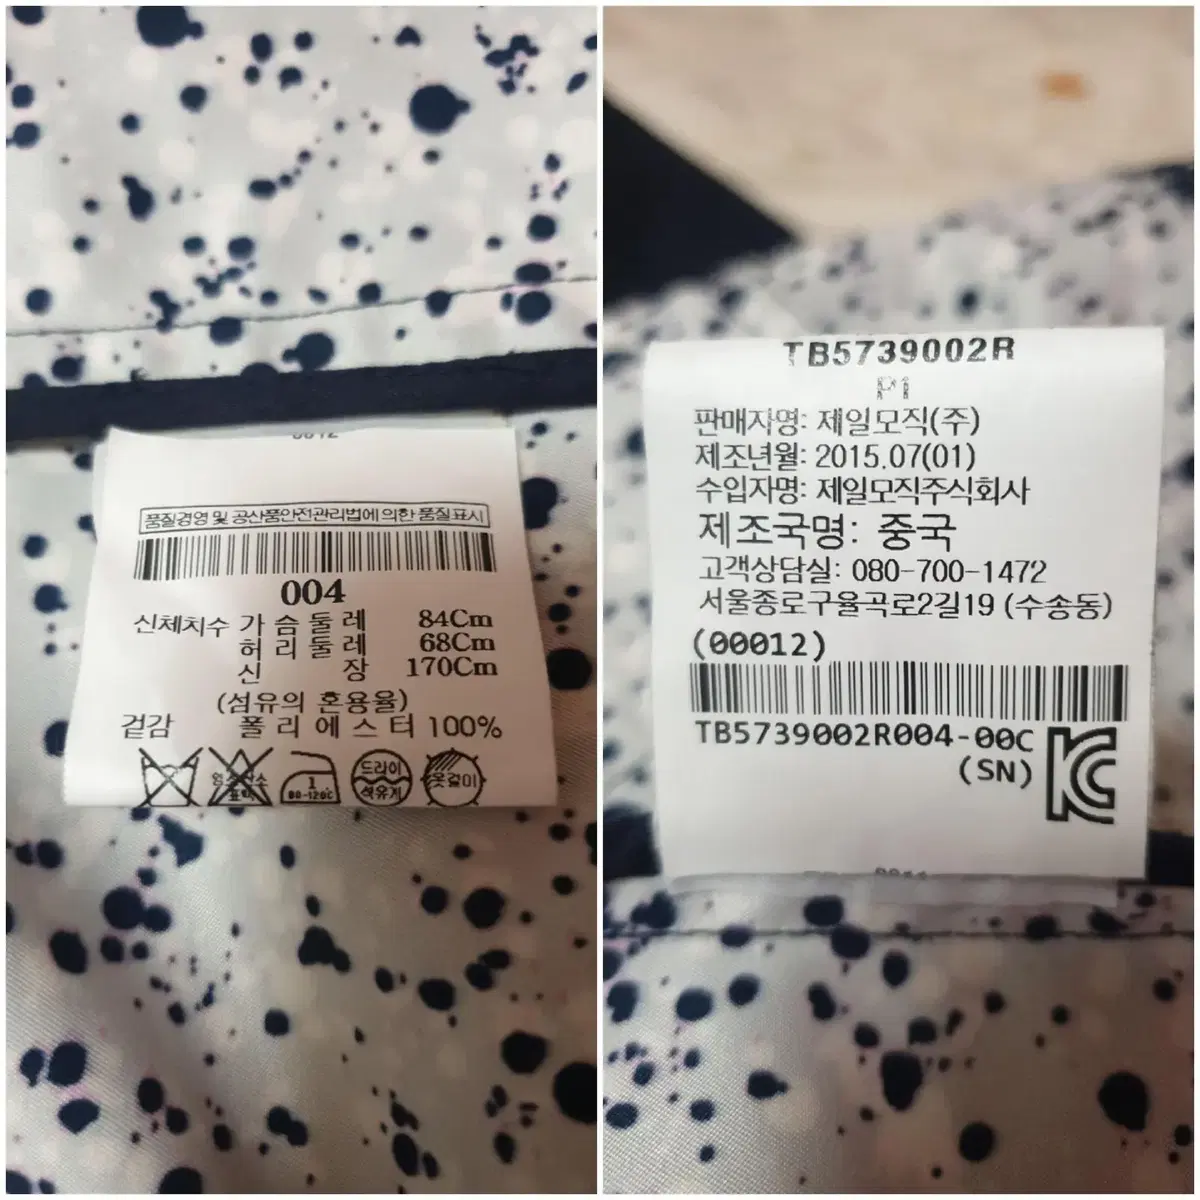 품질경영 및 공산품안전관리법에 의한 품질표시
004
신체치수 가 슴 둘 레 84Cm
허 리 둘 레 68Cm
신 장 170Cm
(섬유의 혼용율)
겉감 폴 리 에 스 터 100%
1
80-120℃
드라이
석유계
옷걸이
TB5739002R
P1
판매자명: 제일모직(주)
제조년월: 2015.07(01)
수입자명: 제일모직주식회사
제조국명: 중국
고객상담실: 080-700-1472
서울종로구율곡로2길19 (수송동)
(00012)
TB5739002R004-00C
(SN)